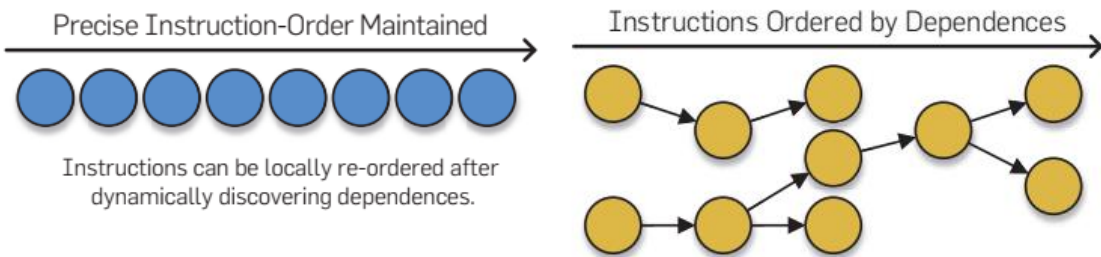 Precise Instruction-Order Maintained
Instructions can be locally re-ordered after
dynamically discovering dependences.
Instructions Ordered by Dependences